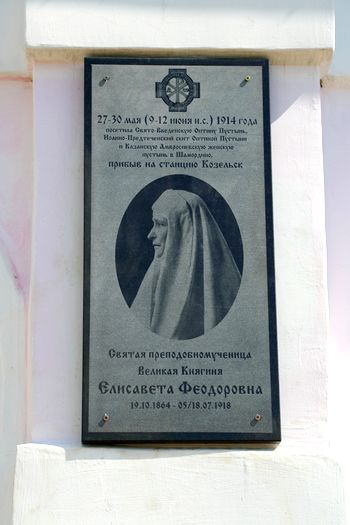 27-30 мая (9-12 июня н.с.) 1914 года
посетила Свято-Введенскую Оптину Пустынь,
Иоанно-Предтеченский скит Оптиной Пустыни
и Казанскую Амвросиевскую женскую
пустынь в Шамордино,
прибыв на станцию Козельск
Святая преподобномученица
Великая Княгиня
Елисавета Феодоровна
19.10.1864 - 05/18.07.1918